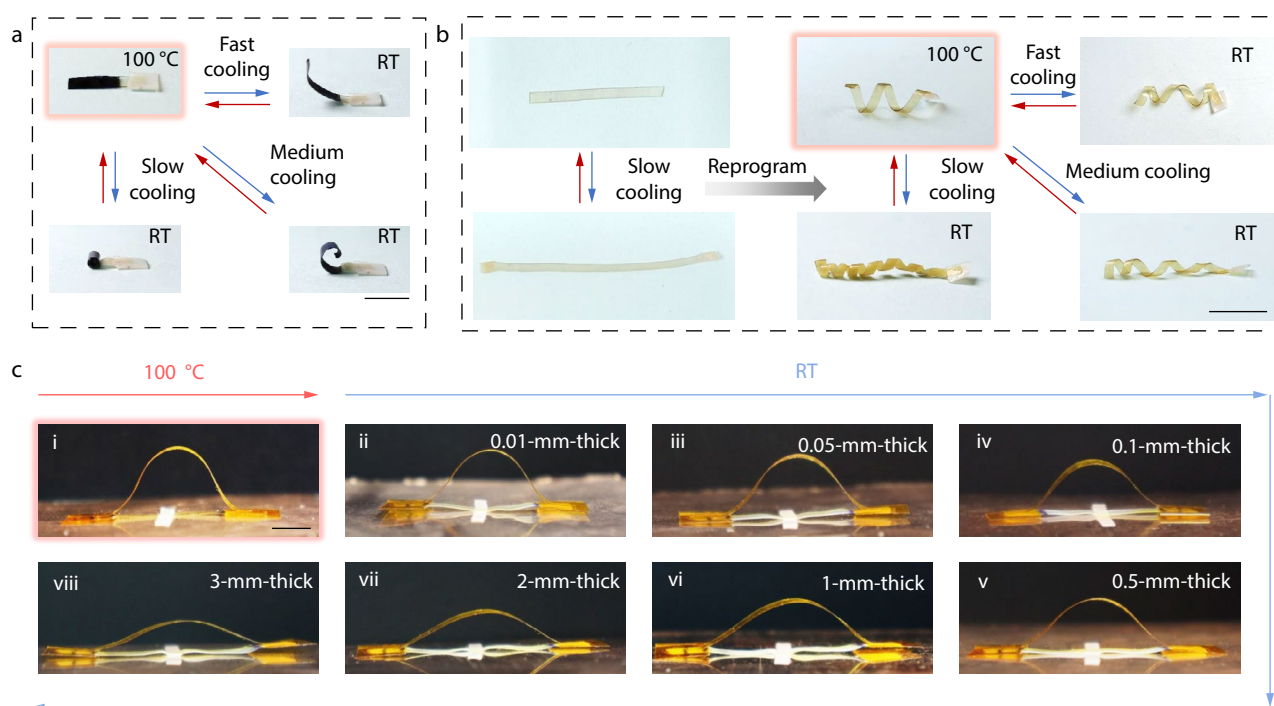 a
100 °C
Fast
cooling
RT
Slow
cooling
Medium
cooling
RT
RT
b
Slow
cooling
Reprogram
100 °C
Fast
cooling
RT
Slow
cooling
Medium cooling
RT
RT
c
100 °C
RT
i
ii
0.01-mm-thick
iii
0.05-mm-thick
iv
0.1-mm-thick
viii
3-mm-thick
vii
2-mm-thick
vi
1-mm-thick
v
0.5-mm-thick